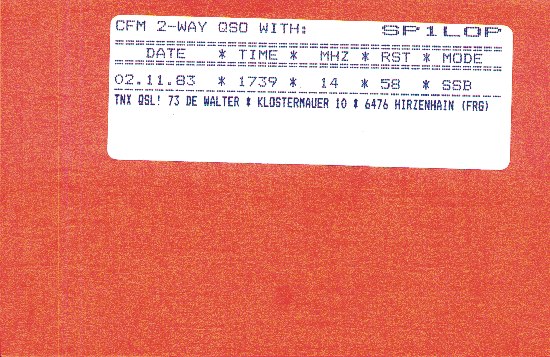 CFM 2-WAY QSO WITH: SP1LOP
DATE * TIME * MHZ * RST * MODE
02.11.83 * 1739 * 14 * 58 * SSB
TNX QSL! 73 DE WALTER * KLOSTERMAUER 10 * 6476 HIRZENHAIN (FRG)